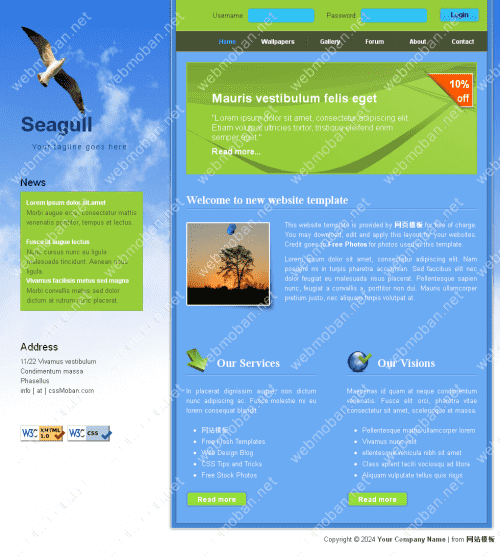 Username
Password
Login
Home
Wallpapers
Gallery
Forum
About
Contact
Seagull
Your tagline goes here
News
Lorem ipsum dolor sit amet
Morbi augue eros, consectetur mattis
venenatis porttitor, tempus et lectus.
Fusce at augue lectus
Nunc cursus nunc eu ligula
malesuada tincidunt. Aenean risus
ligula.
Vivamus facilisis metus sed magna
Morbi convallis mattis sed dolor
dictum at rutrum nunc placerat.
Address
11/22 Vivamus vestibulum
Condimentum massa
Phasellus
info | at | cssMoban.com
W3C XHTML 1.0
W3C CSS
Mauris vestibulum felis eget
"Lorem ipsum dolor sit amet, consectetur adipiscing elit.
Etiam volutpat ultricies tortor, tristique eleifend enim
semper eget."
Read more...
10%
off
Welcome to new website template
This website template is provided by 网站模板 for free of charge.
You may download, edit and apply this layout for your websites.
Credit goes to Free Photos for photos used in this template.
Lorem ipsum dolor sit amet, consectetur adipiscing elit. Nam
posuere mi in turpis pharetra accumsan. Sed faucibus elit nec
dolor feugiat eu malesuada risus placerat. Pellentesque sapien
nunc, feugiat a convallis a, porttitor non dui. Mauris ullamcorper
pretium justo, nec aliquam turpis volutpat at.
Our Services
In placerat dignissim augue, non dictum
nunc adipiscing ac. Fusce molestie mi eu
lorem consequat blandit.
网站模板
Free Flash Templates
Web Design Blog
CSS Tips and Tricks
Free Stock Photos
Read more
Our Visions
Maecenas id quam at neque condimentum
venenatis. Fusce elit orci, pharetra vitae
consectetur sit amet, scelerisque et massa.
Pellentesque mattis ullamcorper lorem
Vivamus nunc velit
ellentesque vehicula nibh sit amet
Class aptent taciti sociosqu ad litora
Aliquam vulputate tellus quis risus
Read more
Copyright © 2024 Your Company Name | from 网站模板
webmoban.net